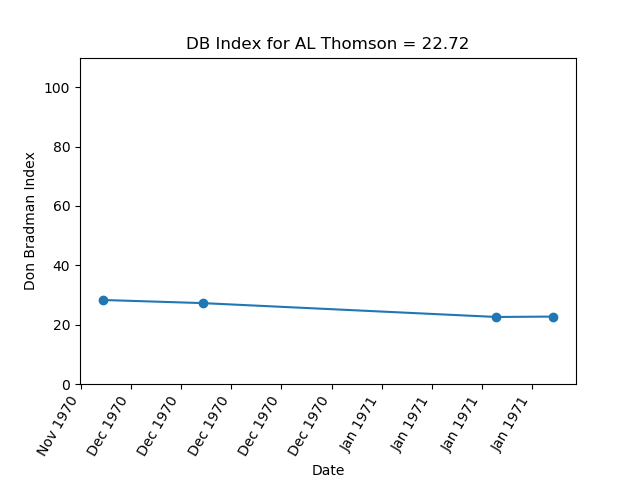 DB Index for AL Thomson = 22.72
100
80
60
40
20
0
Don Bradman Index
Nov 1970
Dec 1970
Dec 1970
Dec 1970
Dec 1970
Dec 1970
Jan 1971
Jan 1971
Jan 1971
Jan 1971
Date